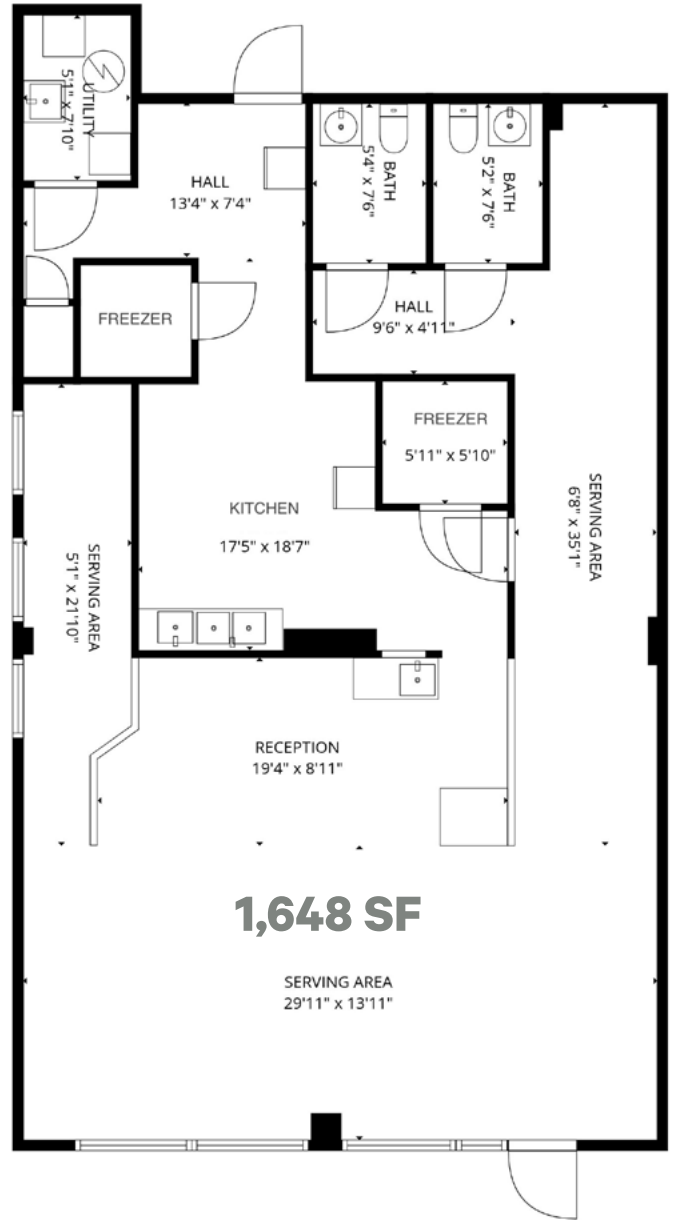 UTILITY
5'1" x 7'10"
HALL
13'4" x 7'4"
BATH
5'4" x 7'6"
BATH
5'2" x 7'6"
FREEZER
HALL
9'6" x 4'11"
FREEZER
5'11" x 5'10"
KITCHEN
17'5" x 18'7"
SERVING AREA
6'8" x 35'1"
SERVING AREA
5'1" x 21'10"
RECEPTION
19'4" x 8'11"
1,648 SF
SERVING AREA
29'11" x 13'11"